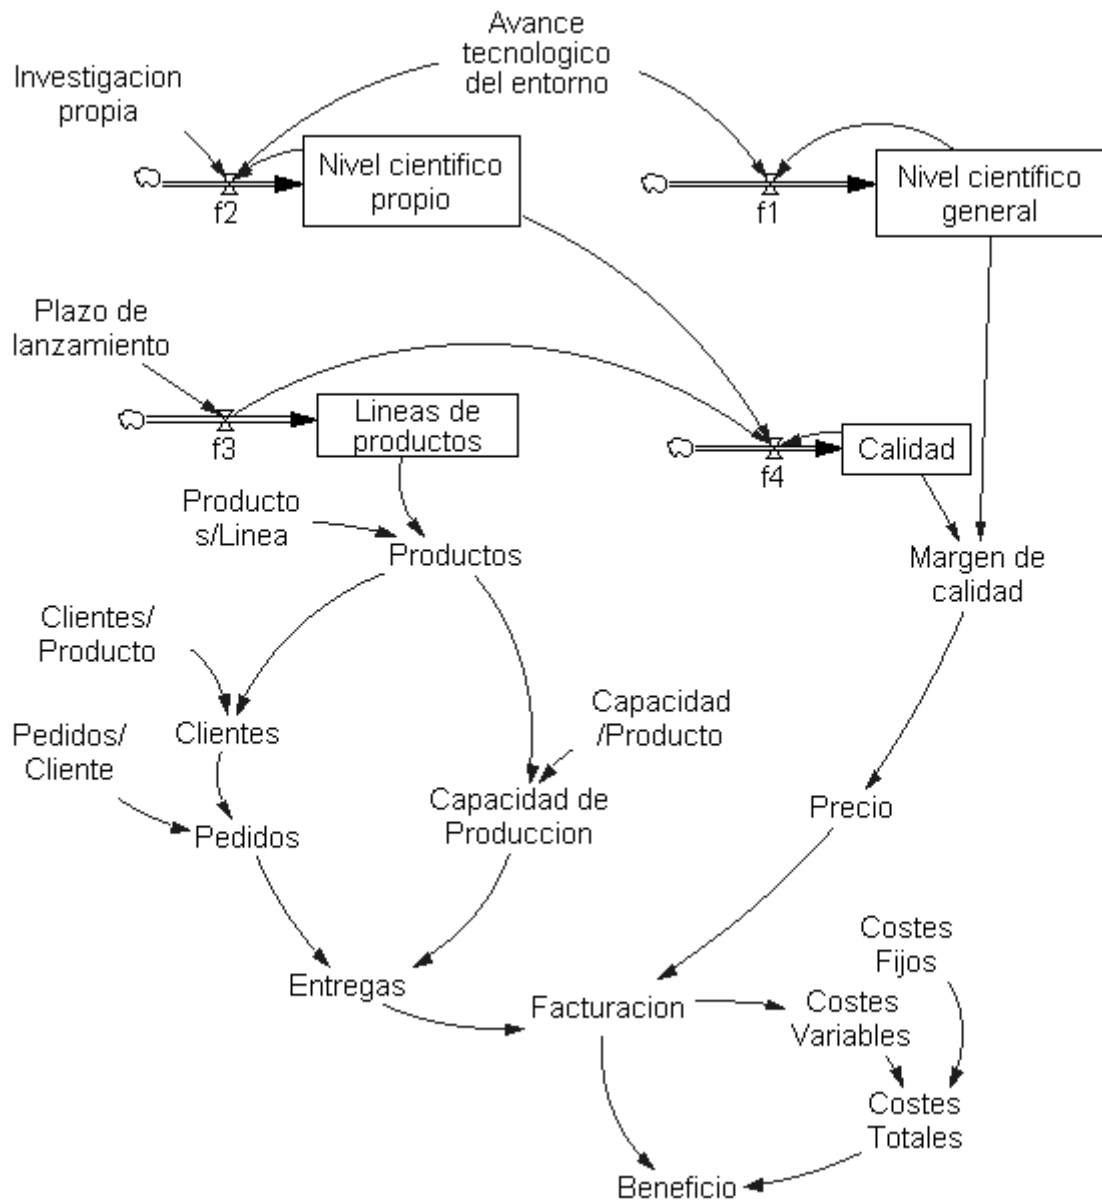 Avance
tecnologico
del entorno
Investigacion
propia
Nivel cientifico
propio
f2
Nivel científico
general
f1
Plazo de
lanzamiento
Lineas de
productos
f3
Calidad
f4
Producto
s/Linea
Productos
Margen de
calidad
Clientes/
Producto
Capacidad
/Producto
Clientes
Pedidos/
Cliente
Capacidad de
Produccion
Precio
Pedidos
Costes
Fijos
Entregas
Facturacion
Costes
Variables
Costes
Totales
Beneficio